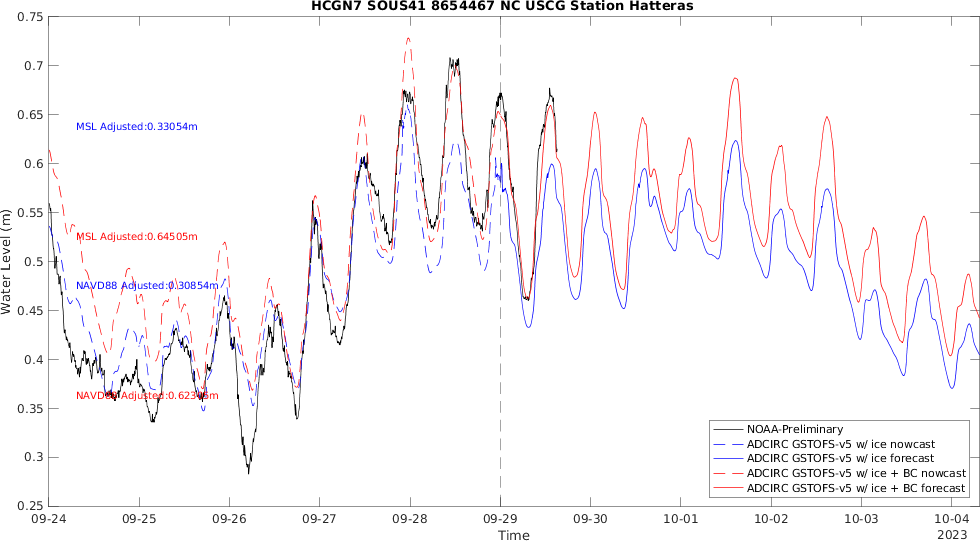 HCGN7 SOUS41 8654467 NC USCG Station Hatteras
0.75
0.7
0.65
0.6
0.55
0.5
0.45
0.4
0.35
0.3
0.25
Water Level (m)
MSL Adjusted:0.33054m
MSL Adjusted:0.64505m
NAVD88 Adjusted:0.30854m
NAVD88 Adjusted:
NOAA-Preliminary
ADCIRC GSTOFS-v5 w/ ice nowcast
ADCIRC GSTOFS-v5 w/ ice forecast
ADCIRC GSTOFS-v5 w/ ice + BC nowcast
ADCIRC GSTOFS-v5 w/ ice + BC forecast
09-24 09-25 09-26 09-27 09-28 09-29 09-30 10-01 10-02 10-03 10-04
Time
2023